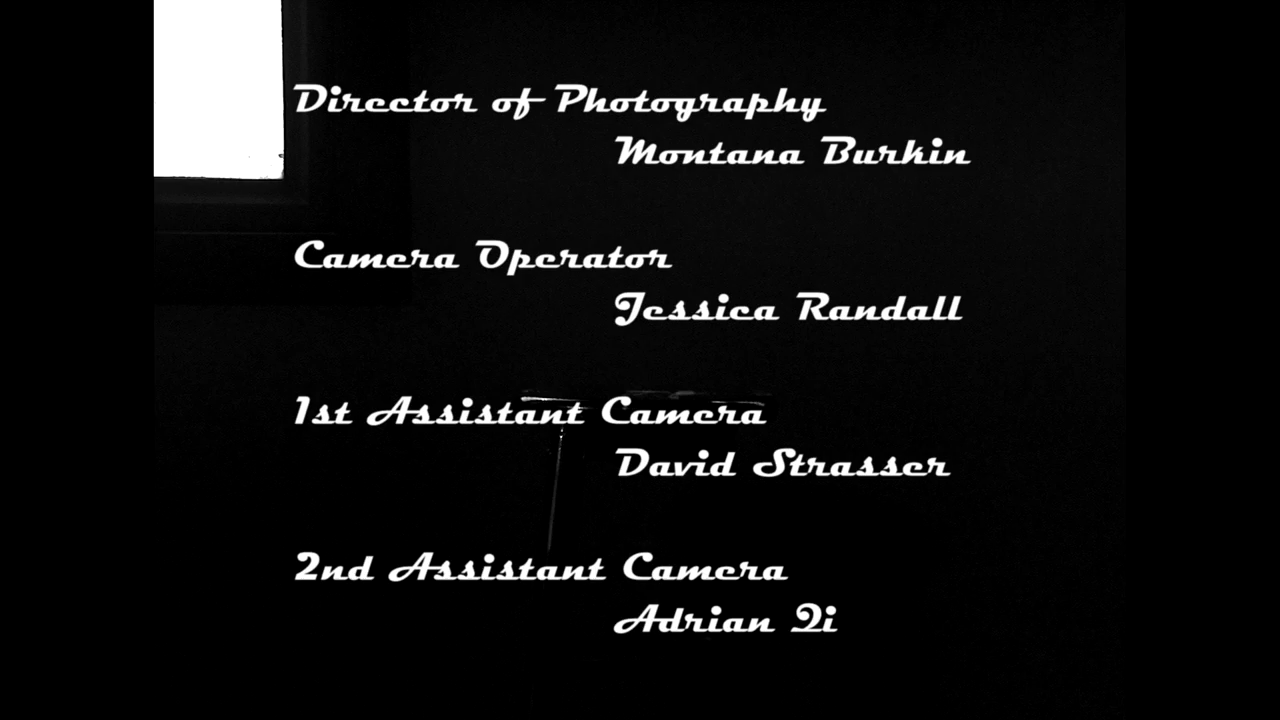 Director of Photography
Montana Burkin
Camera Operator
Jessica Randall
1st Assistant Camera
David Strasser
2nd Assistant Camera
Adrian Qi